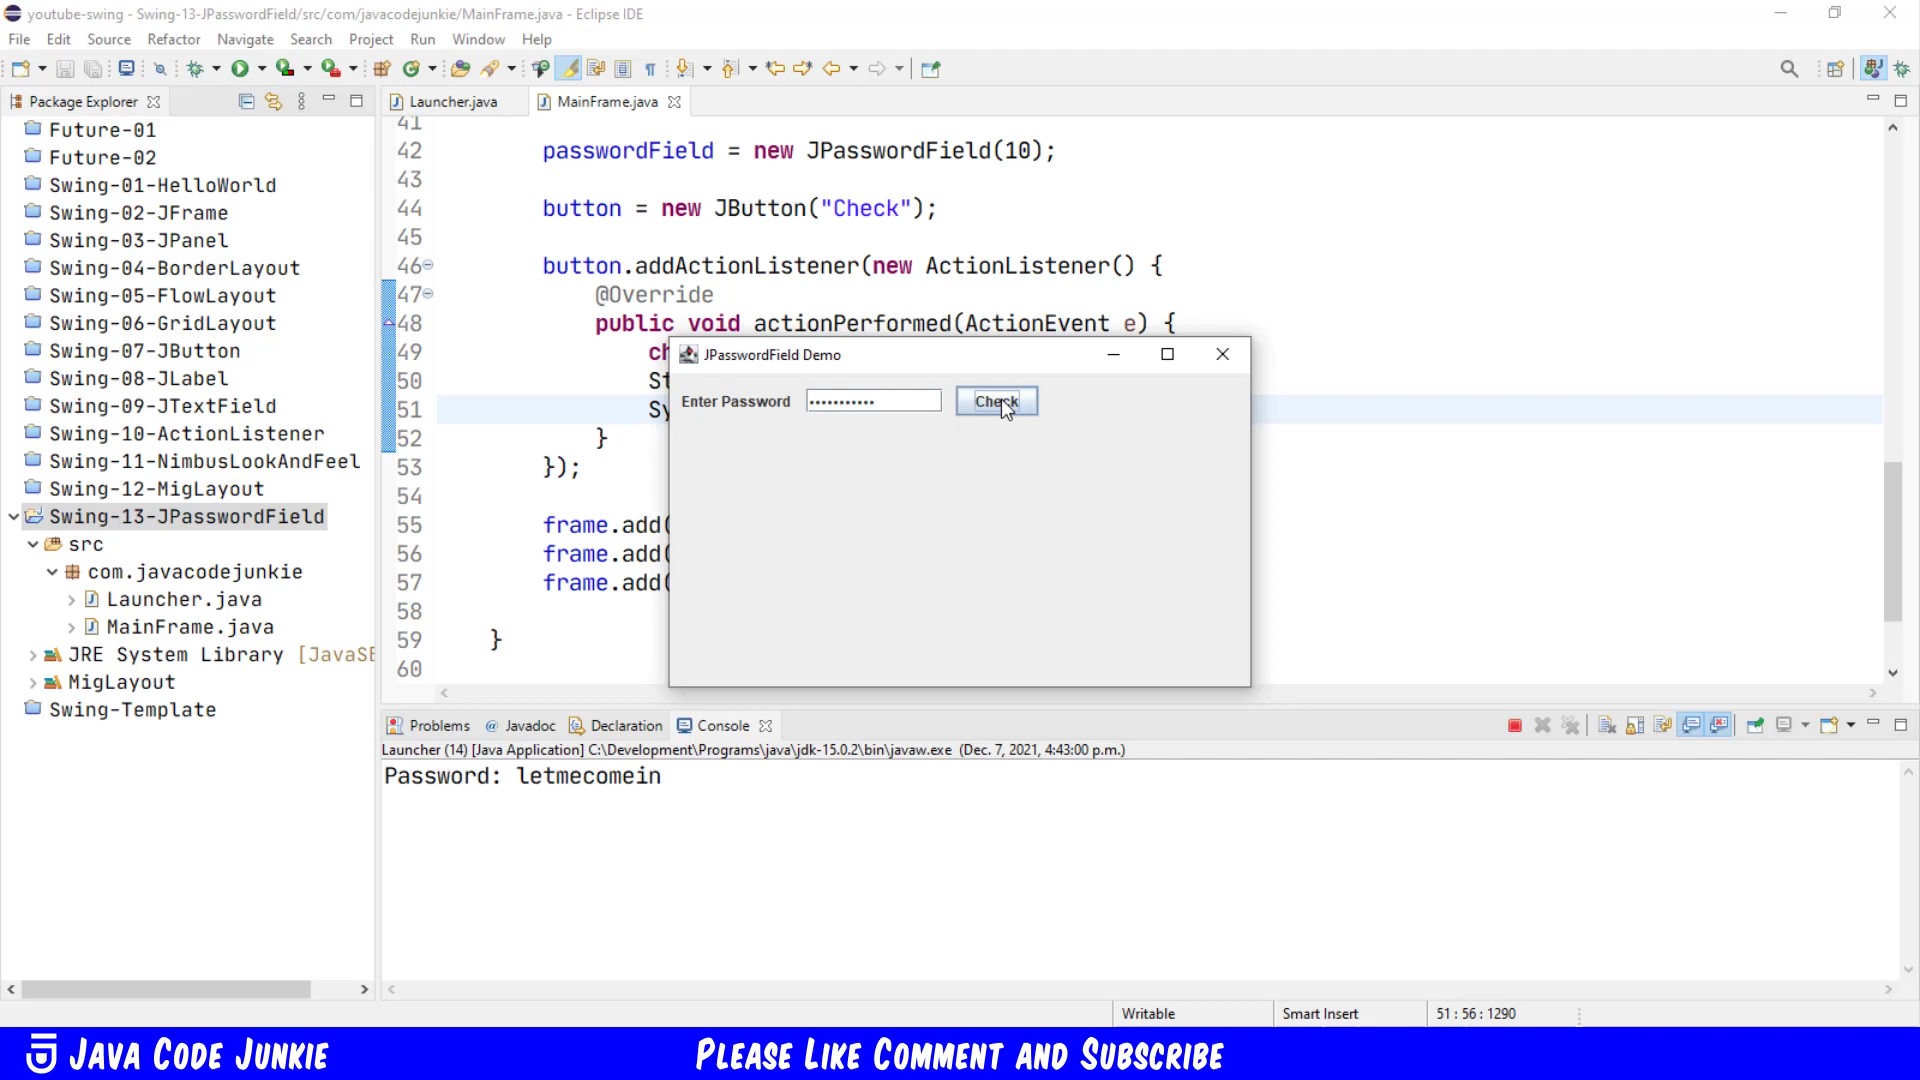 youtube-swing - Swing-13-JPasswordField/src/com/javacodejunkie/MainFrame.java - Eclipse IDE
File Edit Source Refactor Navigate Search Project Run Window Help
Package Explorer
Future-01
Future-02
Swing-01-HelloWorld
Swing-02-JFrame
Swing-03-JPanel
Swing-04-BorderLayout
Swing-05-FlowLayout
Swing-06-GridLayout
Swing-07-JButton
Swing-08-JLabel
Swing-09-JTextField
Swing-10-ActionListener
Swing-11-NimbusLookAndFeel
Swing-12-MigLayout
Swing-13-JPasswordField
src
com.javacodejunkie
Launcher.java
MainFrame.java
JRE System Library [JavaSE
MigLayout
Swing-Template
Launcher.java MainFrame.java
41
42 passwordField = new JPasswordField(10);
43
44 button = new JButton("Check");
45
46 button.addActionListener(new ActionListener() {
47 @Override
48 public void actionPerformed(ActionEvent e) {
49 ch
50 St
51 Sy
52 }
53 });
54
55 frame.add(
56 frame.add(
57 frame.add(
58
59 }
60
JPasswordField Demo
Enter Password ••••••••••• Check
Problems @ Javadoc Declaration Console
Launcher (14) [Java Application] C:\Development\Programs\java\jdk-15.0.2\bin\javaw.exe (Dec. 7, 2021, 4:43:00 p.m.)
Password: letmecomein
Writable Smart Insert 51 : 56 : 1290
JAVA CODE JUNKIE
PLEASE LIKE COMMENT AND SUBSCRIBE